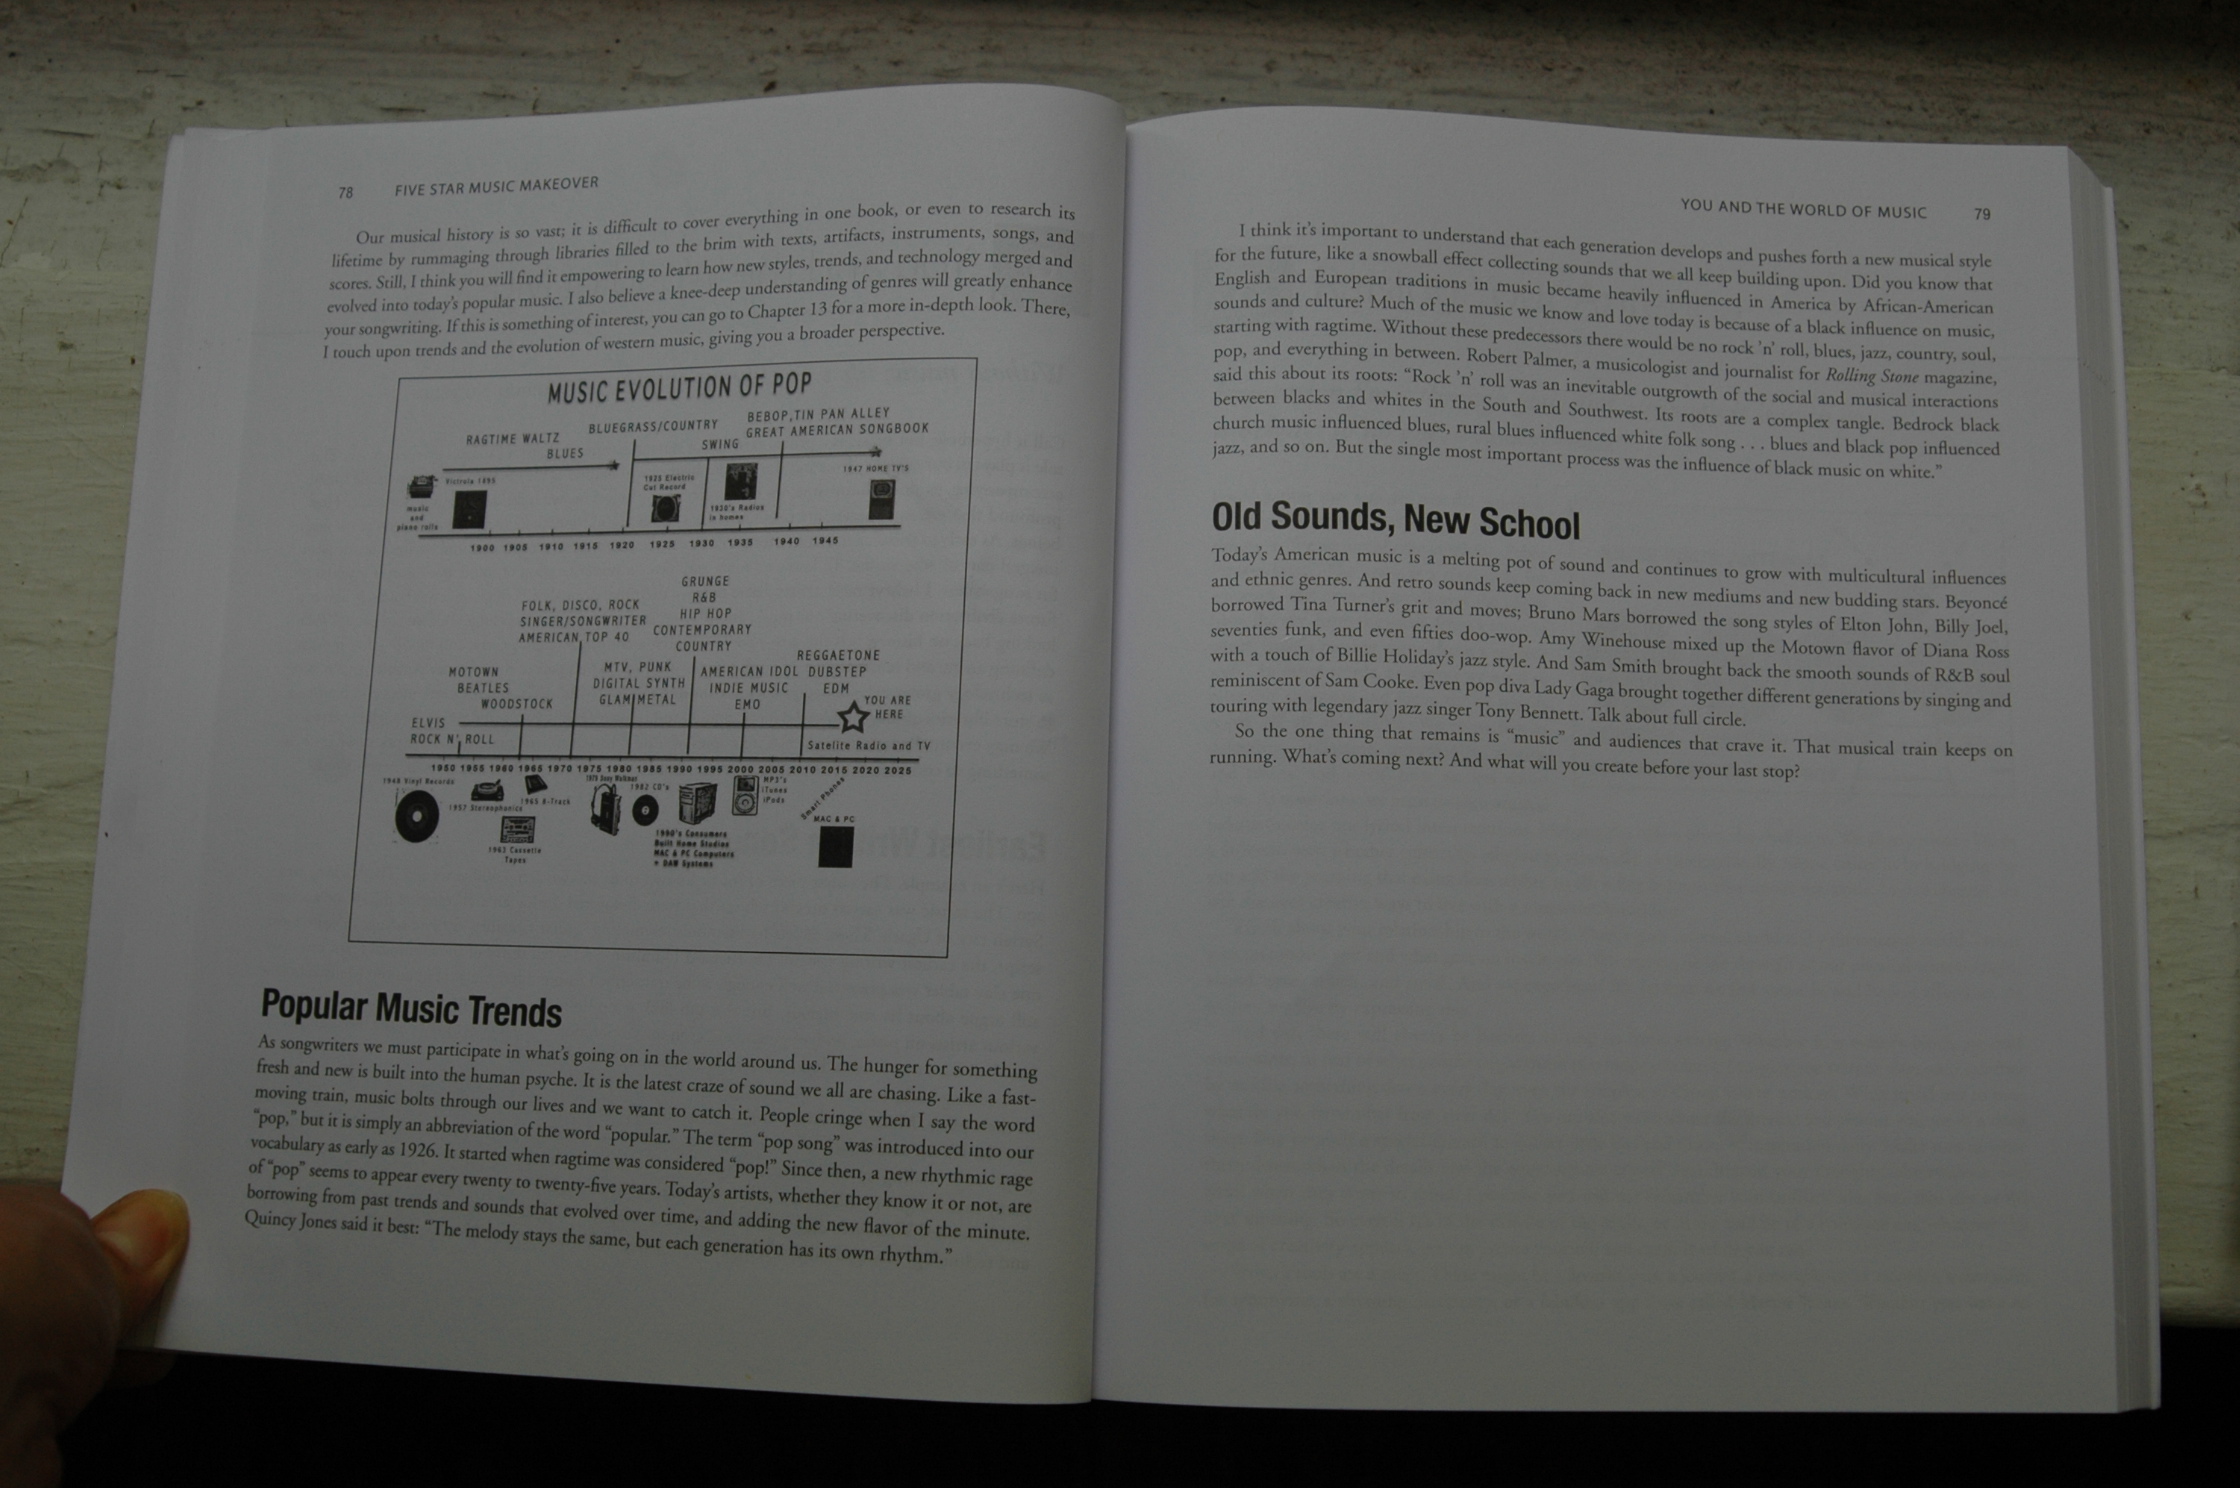 78 FIVE STAR MUSIC MAKEOVER
Our musical history is so vast; it is difficult to cover everything in one book, or even to research its
lifetime by rummaging through libraries filled to the brim with texts, artifacts, instruments, songs, and
scores. Still, I think you will find it empowering to learn how new styles, trends, and technology merged and
evolved into today's popular music. I also believe a knee-deep understanding of genres will greatly enhance
your songwriting. If this is something of interest, you can go to Chapter 13 for a more in-depth look. There,
I touch upon trends and the evolution of western music, giving you a broader perspective.
MUSIC EVOLUTION OF POP
RAGTIME WALTZ
BLUES
BLUEGRASS/COUNTRY
SWING
BEBOP,TIN PAN ALLEY
GREAT AMERICAN SONGBOOK
music
and
piano rolls
Victrola 1895
1925 Electric
Cut Record
1930's Radios
in homes
1947 HOME TV'S
1900 1905 1910 1915 1920 1925 1930 1935 1940 1945
ELVIS
ROCK N' ROLL
MOTOWN
BEATLES
WOODSTOCK
FOLK, DISCO, ROCK
SINGER/SONGWRITER
AMERICAN TOP 40
MTV, PUNK
DIGITAL SYNTH
GLAM METAL
GRUNGE
R&B
HIP HOP
CONTEMPORARY
COUNTRY
AMERICAN IDOL
INDIE MUSIC
EMO
REGGAETONE
DUBSTEP
EDM
YOU ARE
HERE
Satelite Radio and TV
1950 1955 1960 1965 1970 1975 1980 1985 1990 1995 2000 2005 2010 2015 2020 2025
1948 Vinyl Records
1957 Stereophonics
1963 Cassette
Tapes
1965 8-Track
1979 Sony Walkman
1982 CD's
1990's Consumers
Built Home Studios
MAC & PC Computers
+ DAW Systems
MP3's
iTunes
iPods
Smart Phones
MAC & PC
Popular Music Trends
As songwriters we must participate in what's going on in the world around us. The hunger for something
fresh and new is built into the human psyche. It is the latest craze of sound we all are chasing. Like a fast-
moving train, music bolts through our lives and we want to catch it. People cringe when I say the word
"pop," but it is simply an abbreviation of the word "popular." The term "pop song" was introduced into our
vocabulary as early as 1926. It started when ragtime was considered "pop!" Since then, a new rhythmic rage
of "pop" seems to appear every twenty to twenty-five years. Today's artists, whether they know it or not, are
borrowing from past trends and sounds that evolved over time, and adding the new flavor of the minute.
Quincy Jones said it best: "The melody stays the same, but each generation has its own rhythm."
YOU AND THE WORLD OF MUSIC 79
I think it's important to understand that each generation develops and pushes forth a new musical style
for the future, like a snowball effect collecting sounds that we all keep building upon. Did you know that
English and European traditions in music became heavily influenced in America by African-American
sounds and culture? Much of the music we know and love today is because of a black influence on music,
starting with ragtime. Without these predecessors there would be no rock 'n' roll, blues, jazz, country, soul,
pop, and everything in between. Robert Palmer, a musicologist and journalist for Rolling Stone magazine,
said this about its roots: "Rock 'n' roll was an inevitable outgrowth of the social and musical interactions
between blacks and whites in the South and Southwest. Its roots are a complex tangle. Bedrock black
church music influenced blues, rural blues influenced white folk song . . . blues and black pop influenced
jazz, and so on. But the single most important process was the influence of black music on white."
Old Sounds, New School
Today's American music is a melting pot of sound and continues to grow with multicultural influences
and ethnic genres. And retro sounds keep coming back in new mediums and new budding stars. Beyoncé
borrowed Tina Turner's grit and moves; Bruno Mars borrowed the song styles of Elton John, Billy Joel,
seventies funk, and even fifties doo-wop. Amy Winehouse mixed up the Motown flavor of Diana Ross
with a touch of Billie Holiday's jazz style. And Sam Smith brought back the smooth sounds of R&B soul
reminiscent of Sam Cooke. Even pop diva Lady Gaga brought together different generations by singing and
touring with legendary jazz singer Tony Bennett. Talk about full circle.
So the one thing that remains is "music" and audiences that crave it. That musical train keeps on
running. What's coming next? And what will you create before your last stop?